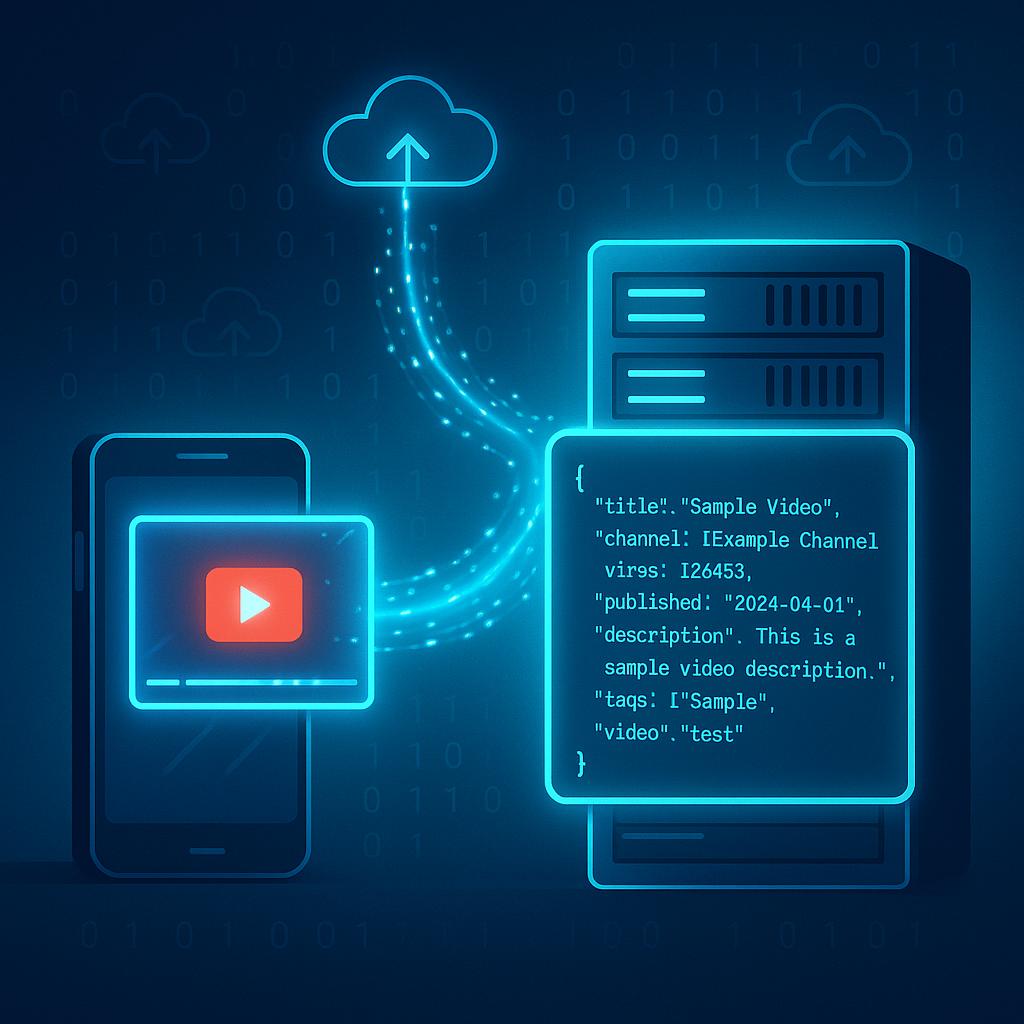 {
"title". "Sample Video",
"channel: IExample Channel
vires: I26453,
"published: "2024-04-01",
"description". This is a
sample video description.",
"taqs: ["Sample",
"video"."test"
}